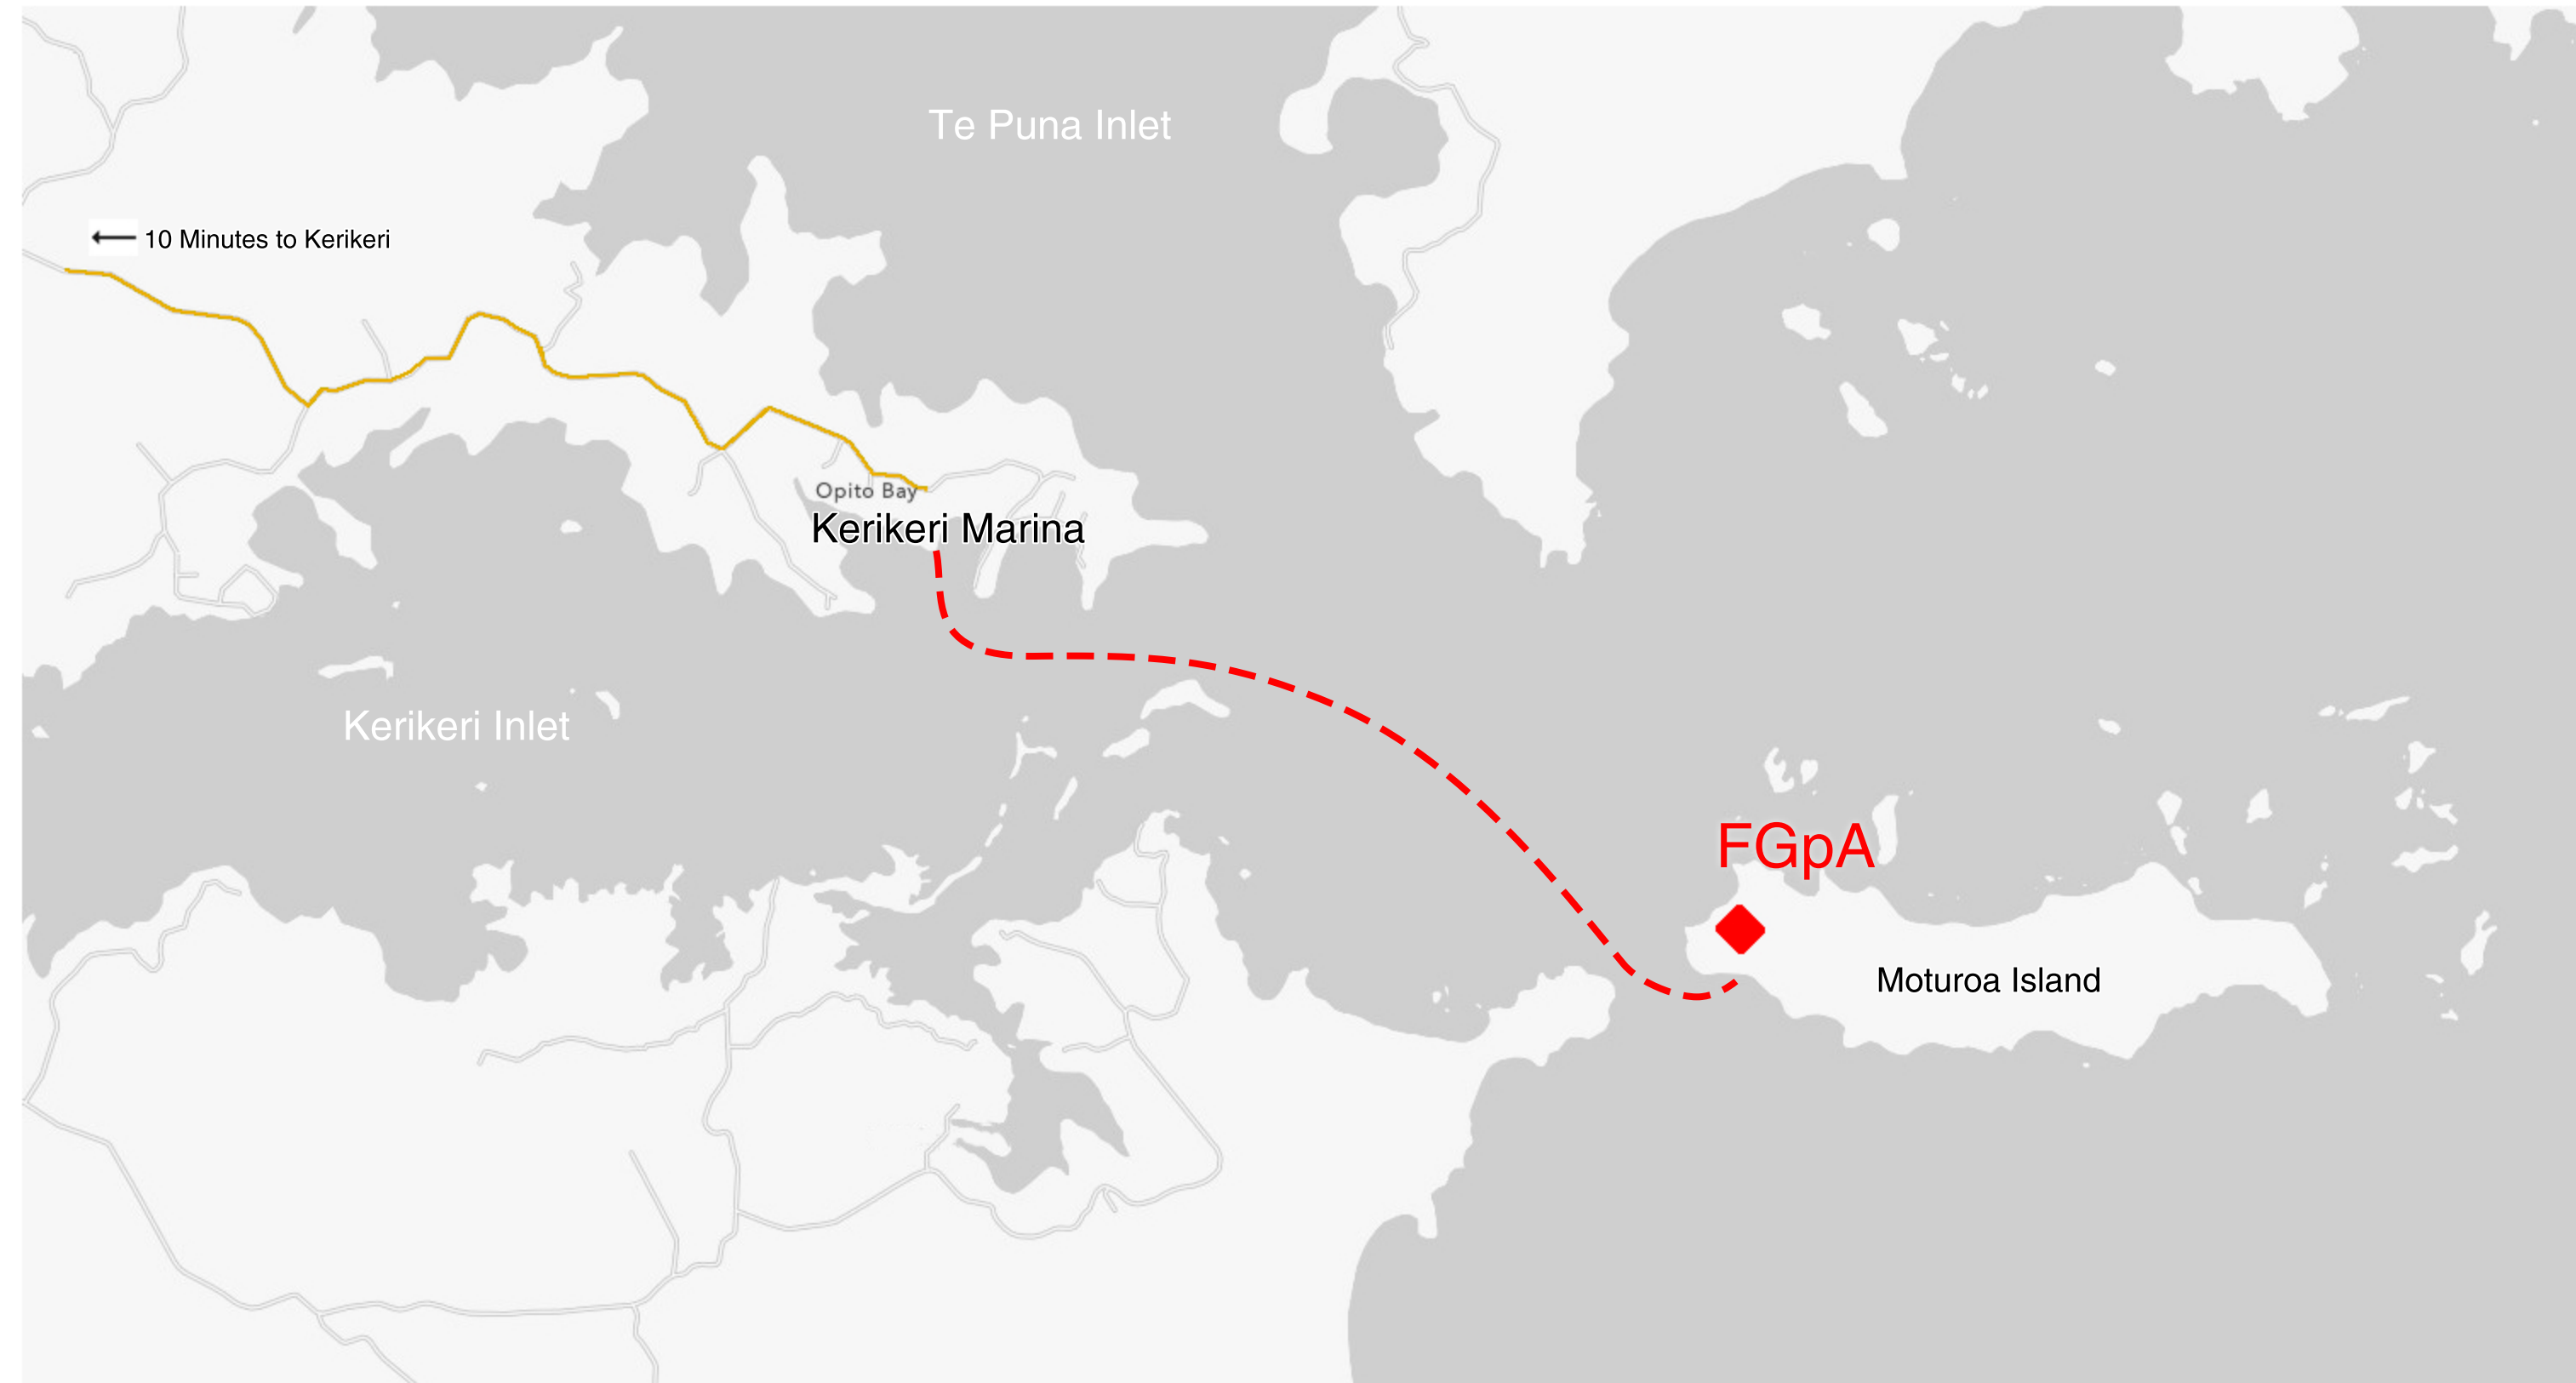 Te Puna Inlet
10 Minutes to Kerikeri
Opito Bay
Kerikeri Marina
Kerikeri Inlet
FGpA
Moturoa Island